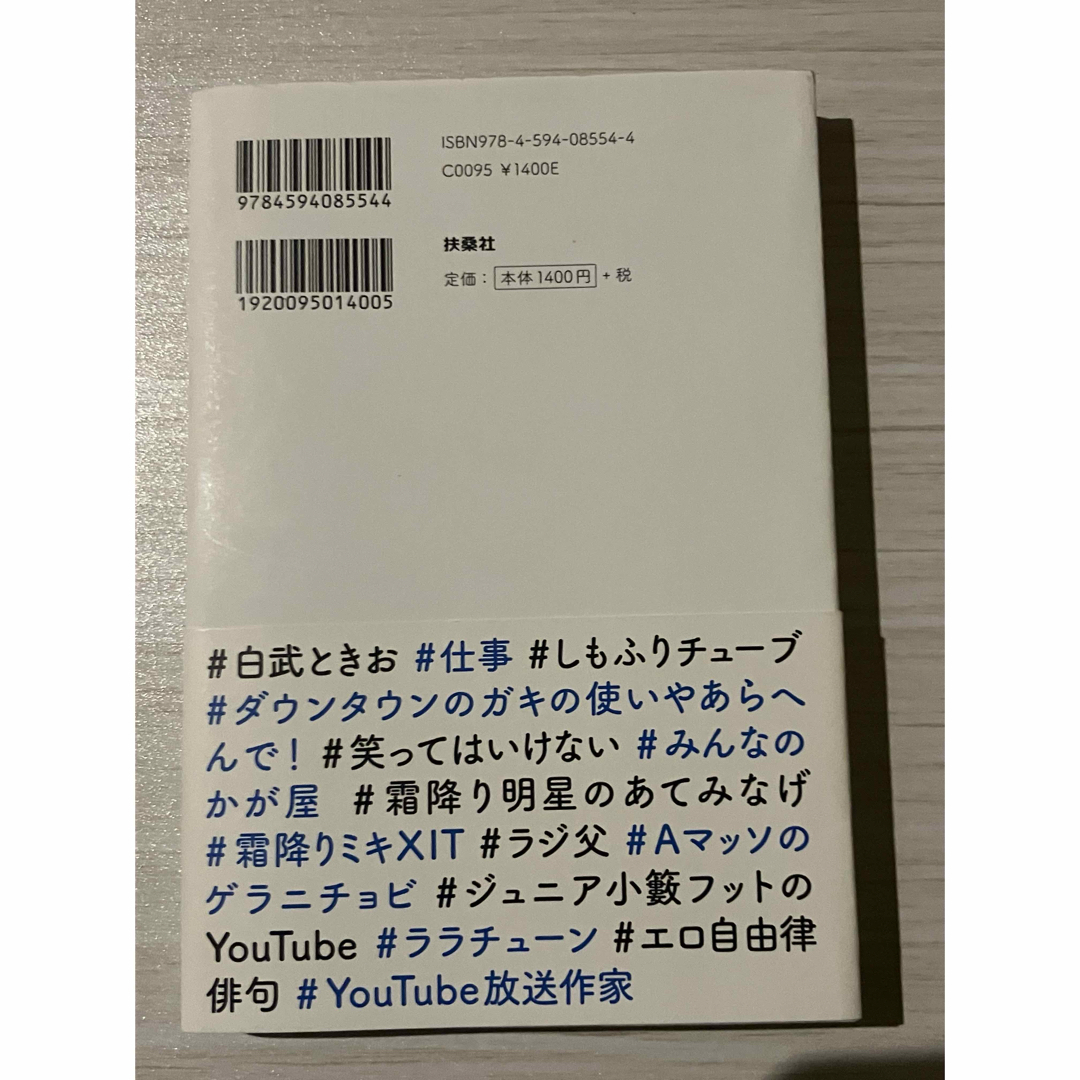 ISBN978-4-594-08554-4
C0095 ¥1400E
9784594085544
扶桑社
定価：本体1400円＋税
1920095014005
#白武ときお #仕事 #しもふりチューブ
#ダウンタウンのガキの使いやあらへ
んで！ #笑ってはいけない #みんなの
かが屋 #霜降り明星のあてみなげ
#霜降りミキXIT #ラジ父 #Aマッソの
ゲラニチョビ #ジュニア小籔フットの
YouTube #ララチューン #エロ自由律
俳句 #YouTube放送作家